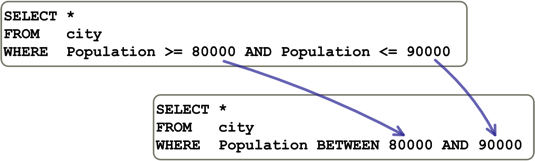 SELECT *
FROM city
WHERE Population >= 80000 AND Population <= 90000
SELECT *
FROM city
WHERE Population BETWEEN 80000 AND 90000